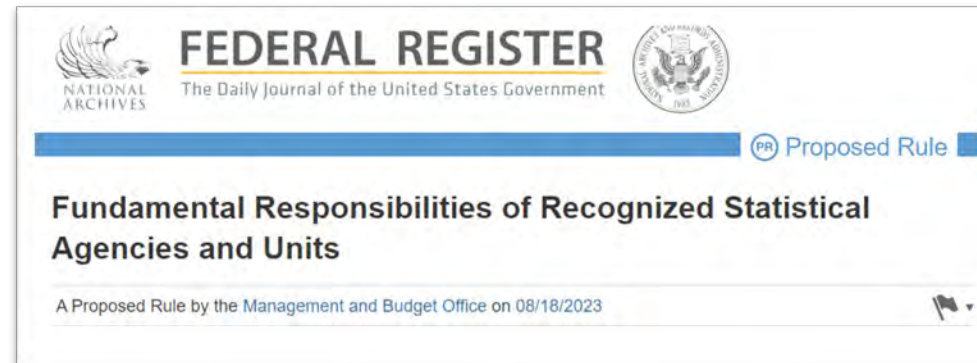 FEDERAL REGISTER
The Daily Journal of the United States Government
NATIONAL
ARCHIVES
PR Proposed Rule
Fundamental Responsibilities of Recognized Statistical
Agencies and Units
A Proposed Rule by the Management and Budget Office on 08/18/2023